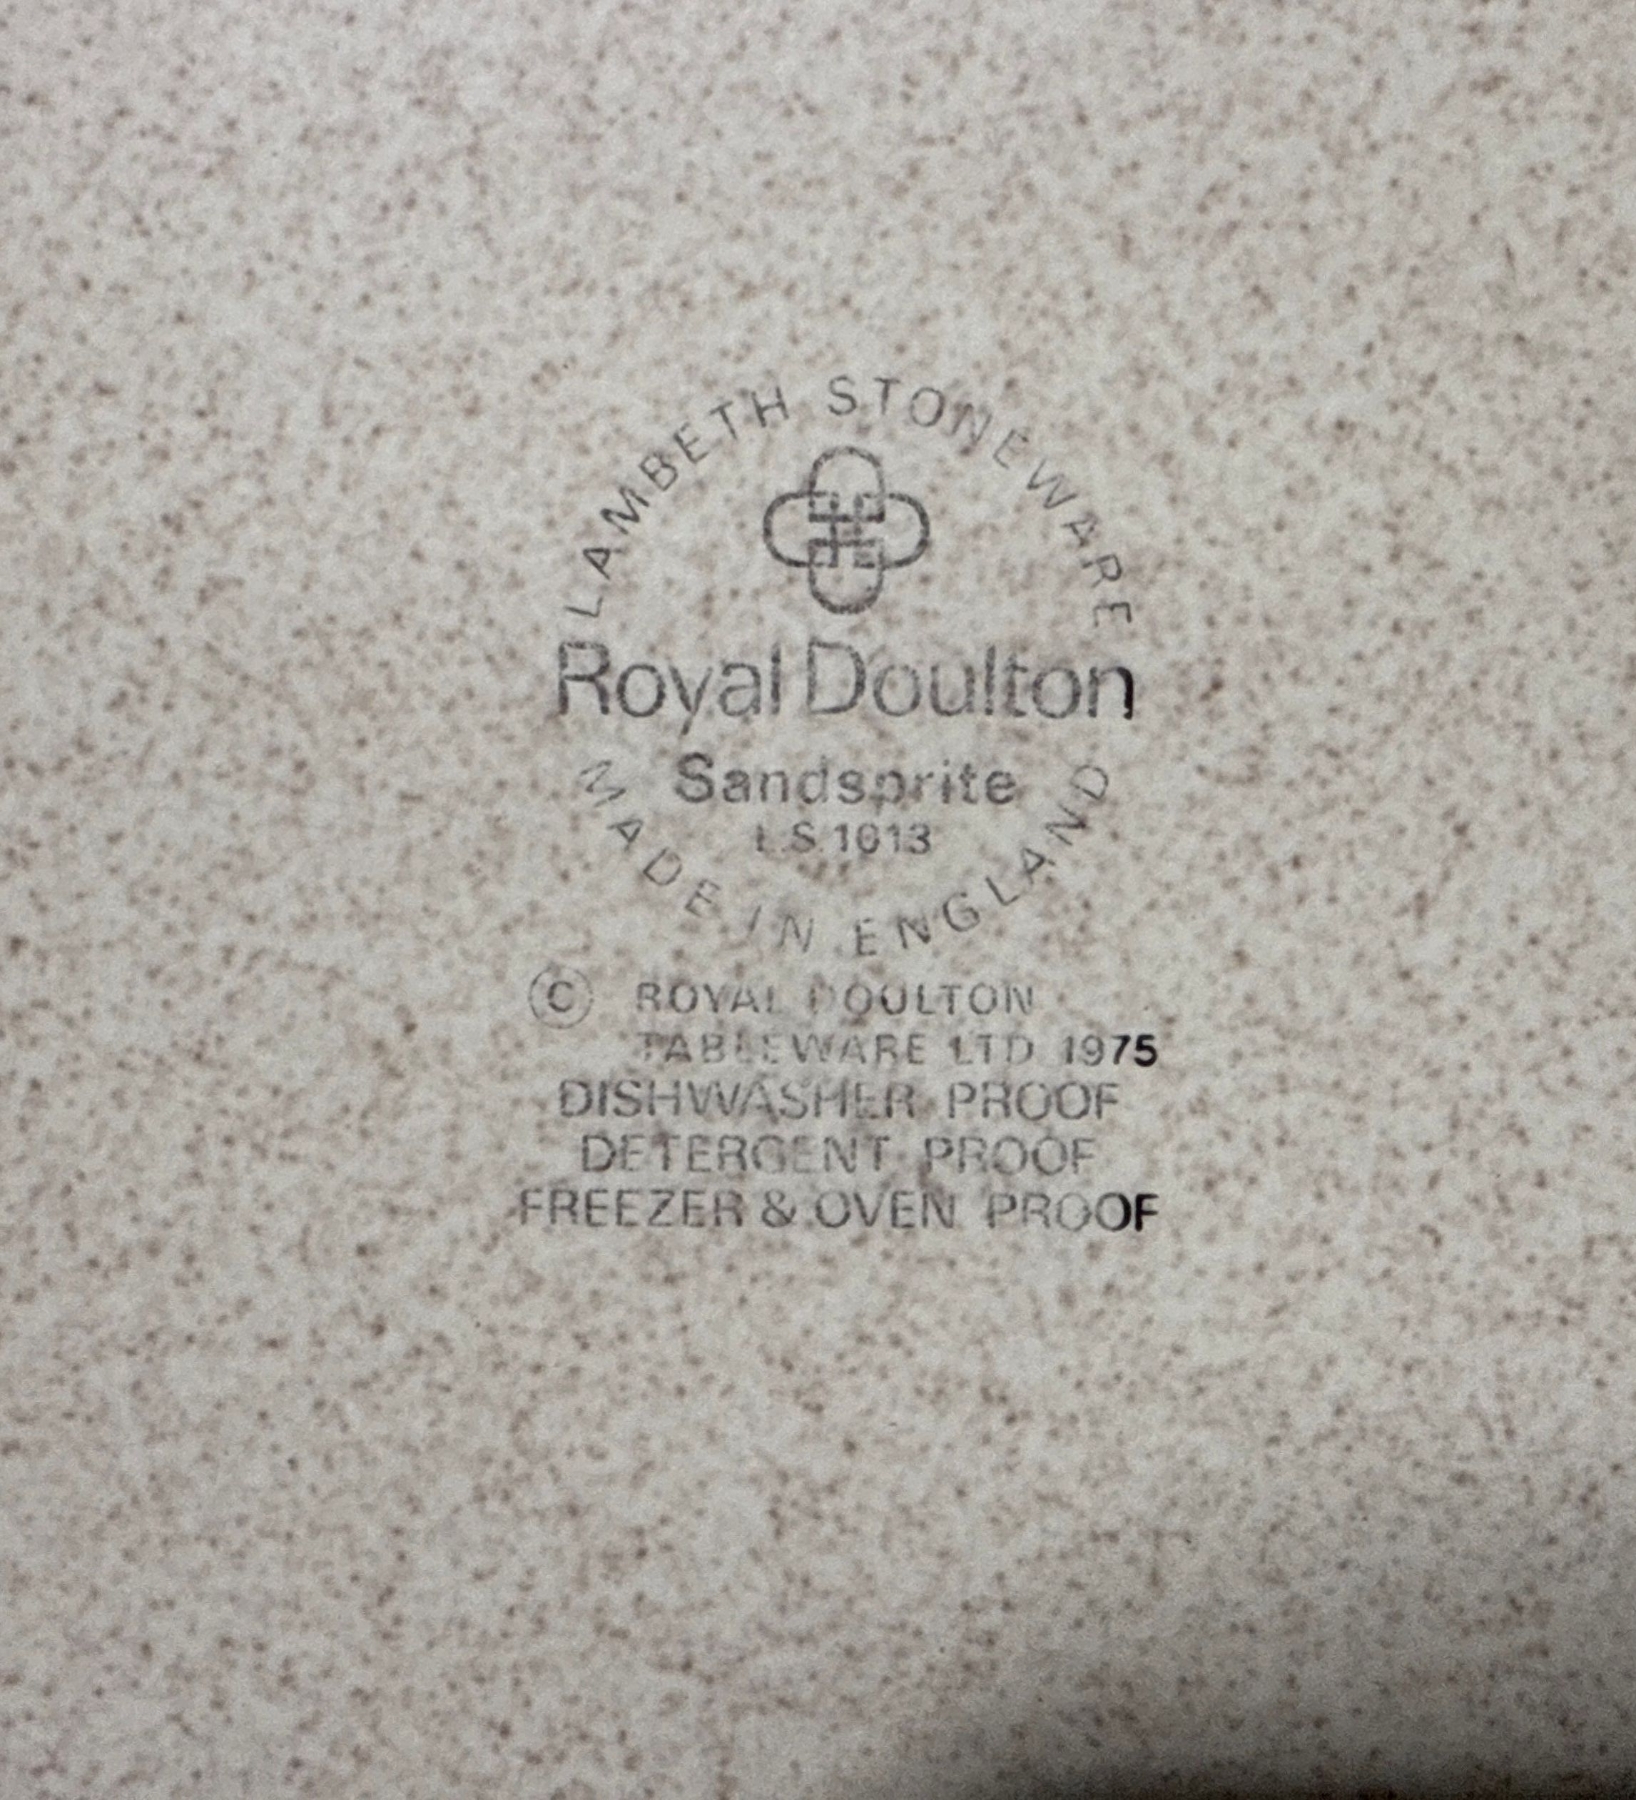 LAMBETH STONEWARE
Royal Doulton
Sandsprite
L.S.1013
MADE IN ENGLAND
© ROYAL DOULTON
TABLEWARE LTD 1975
DISHWASHER PROOF
DETERGENT PROOF
FREEZER & OVEN PROOF